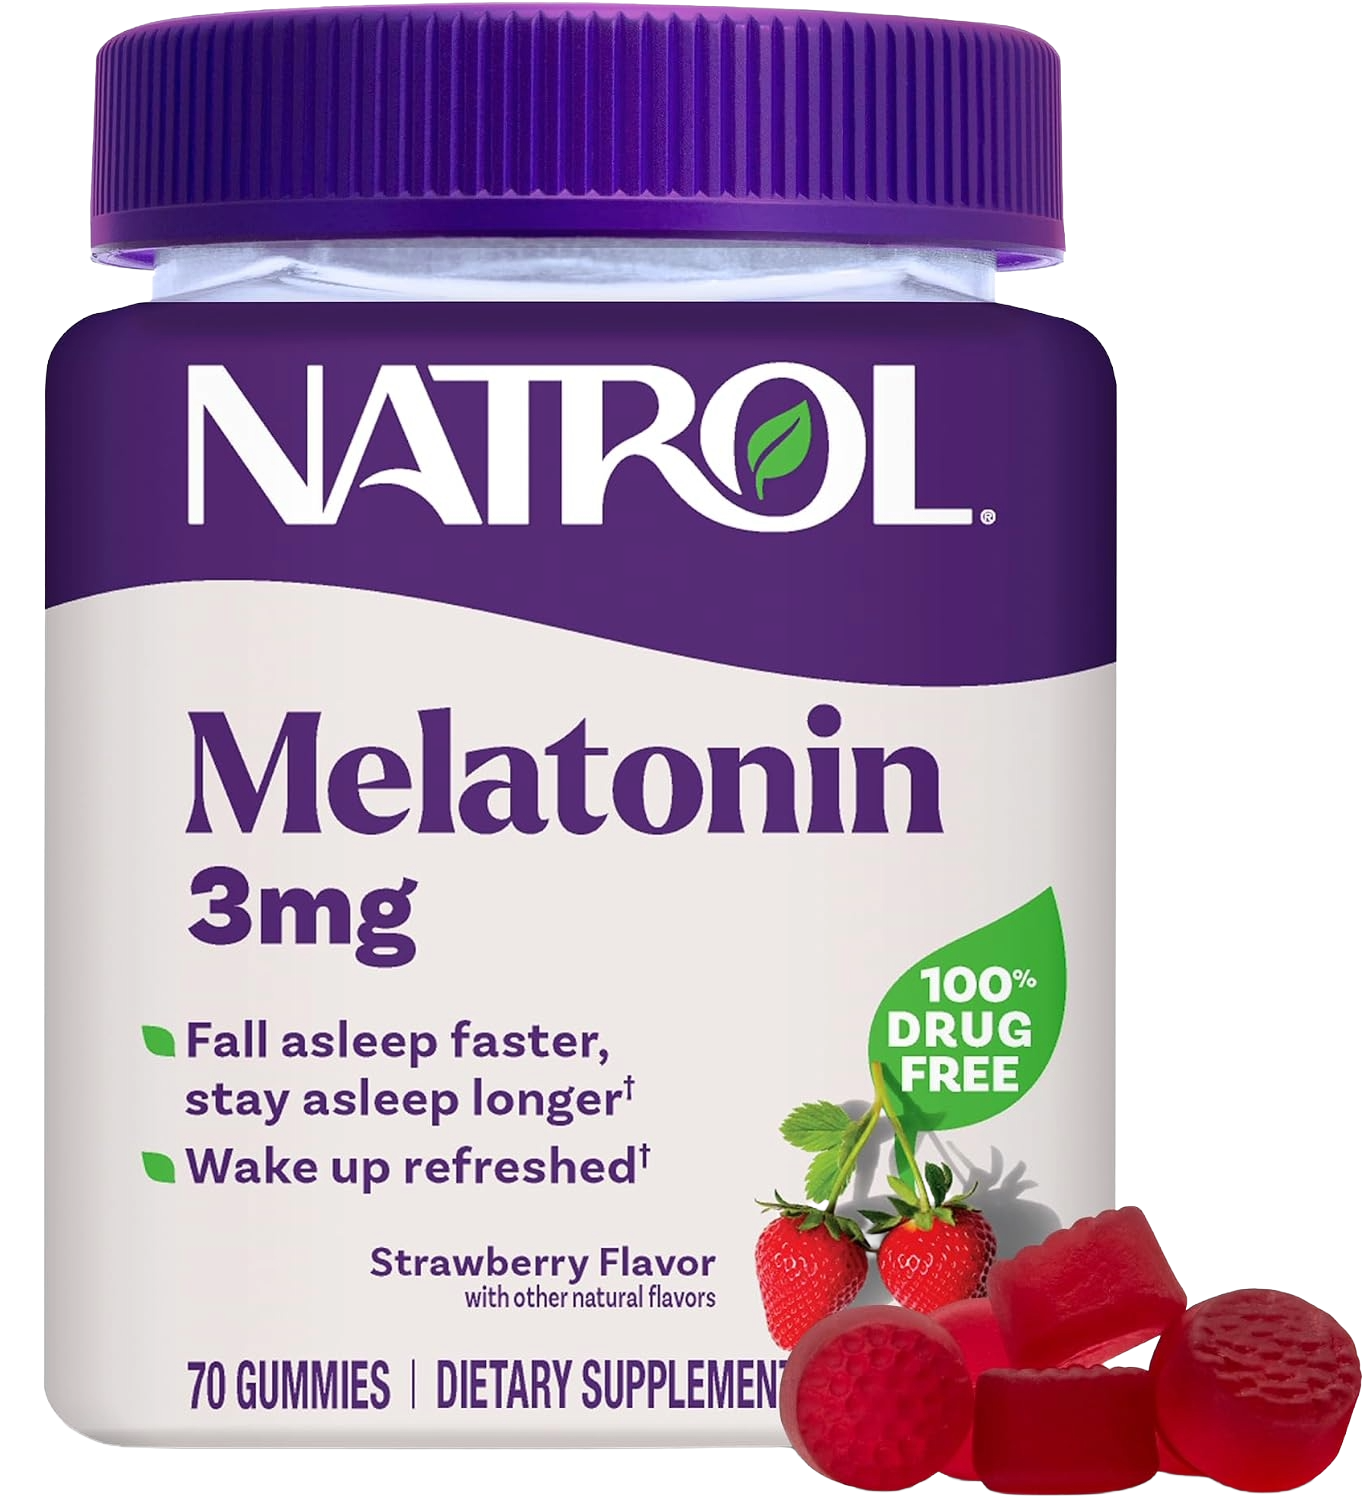 NATROL®
Melatonin
3mg
Fall asleep faster,
stay asleep longer†
Wake up refreshed†
100%
DRUG
FREE
Strawberry Flavor
with other natural flavors
70 GUMMIES | DIETARY SUPPLEMEN